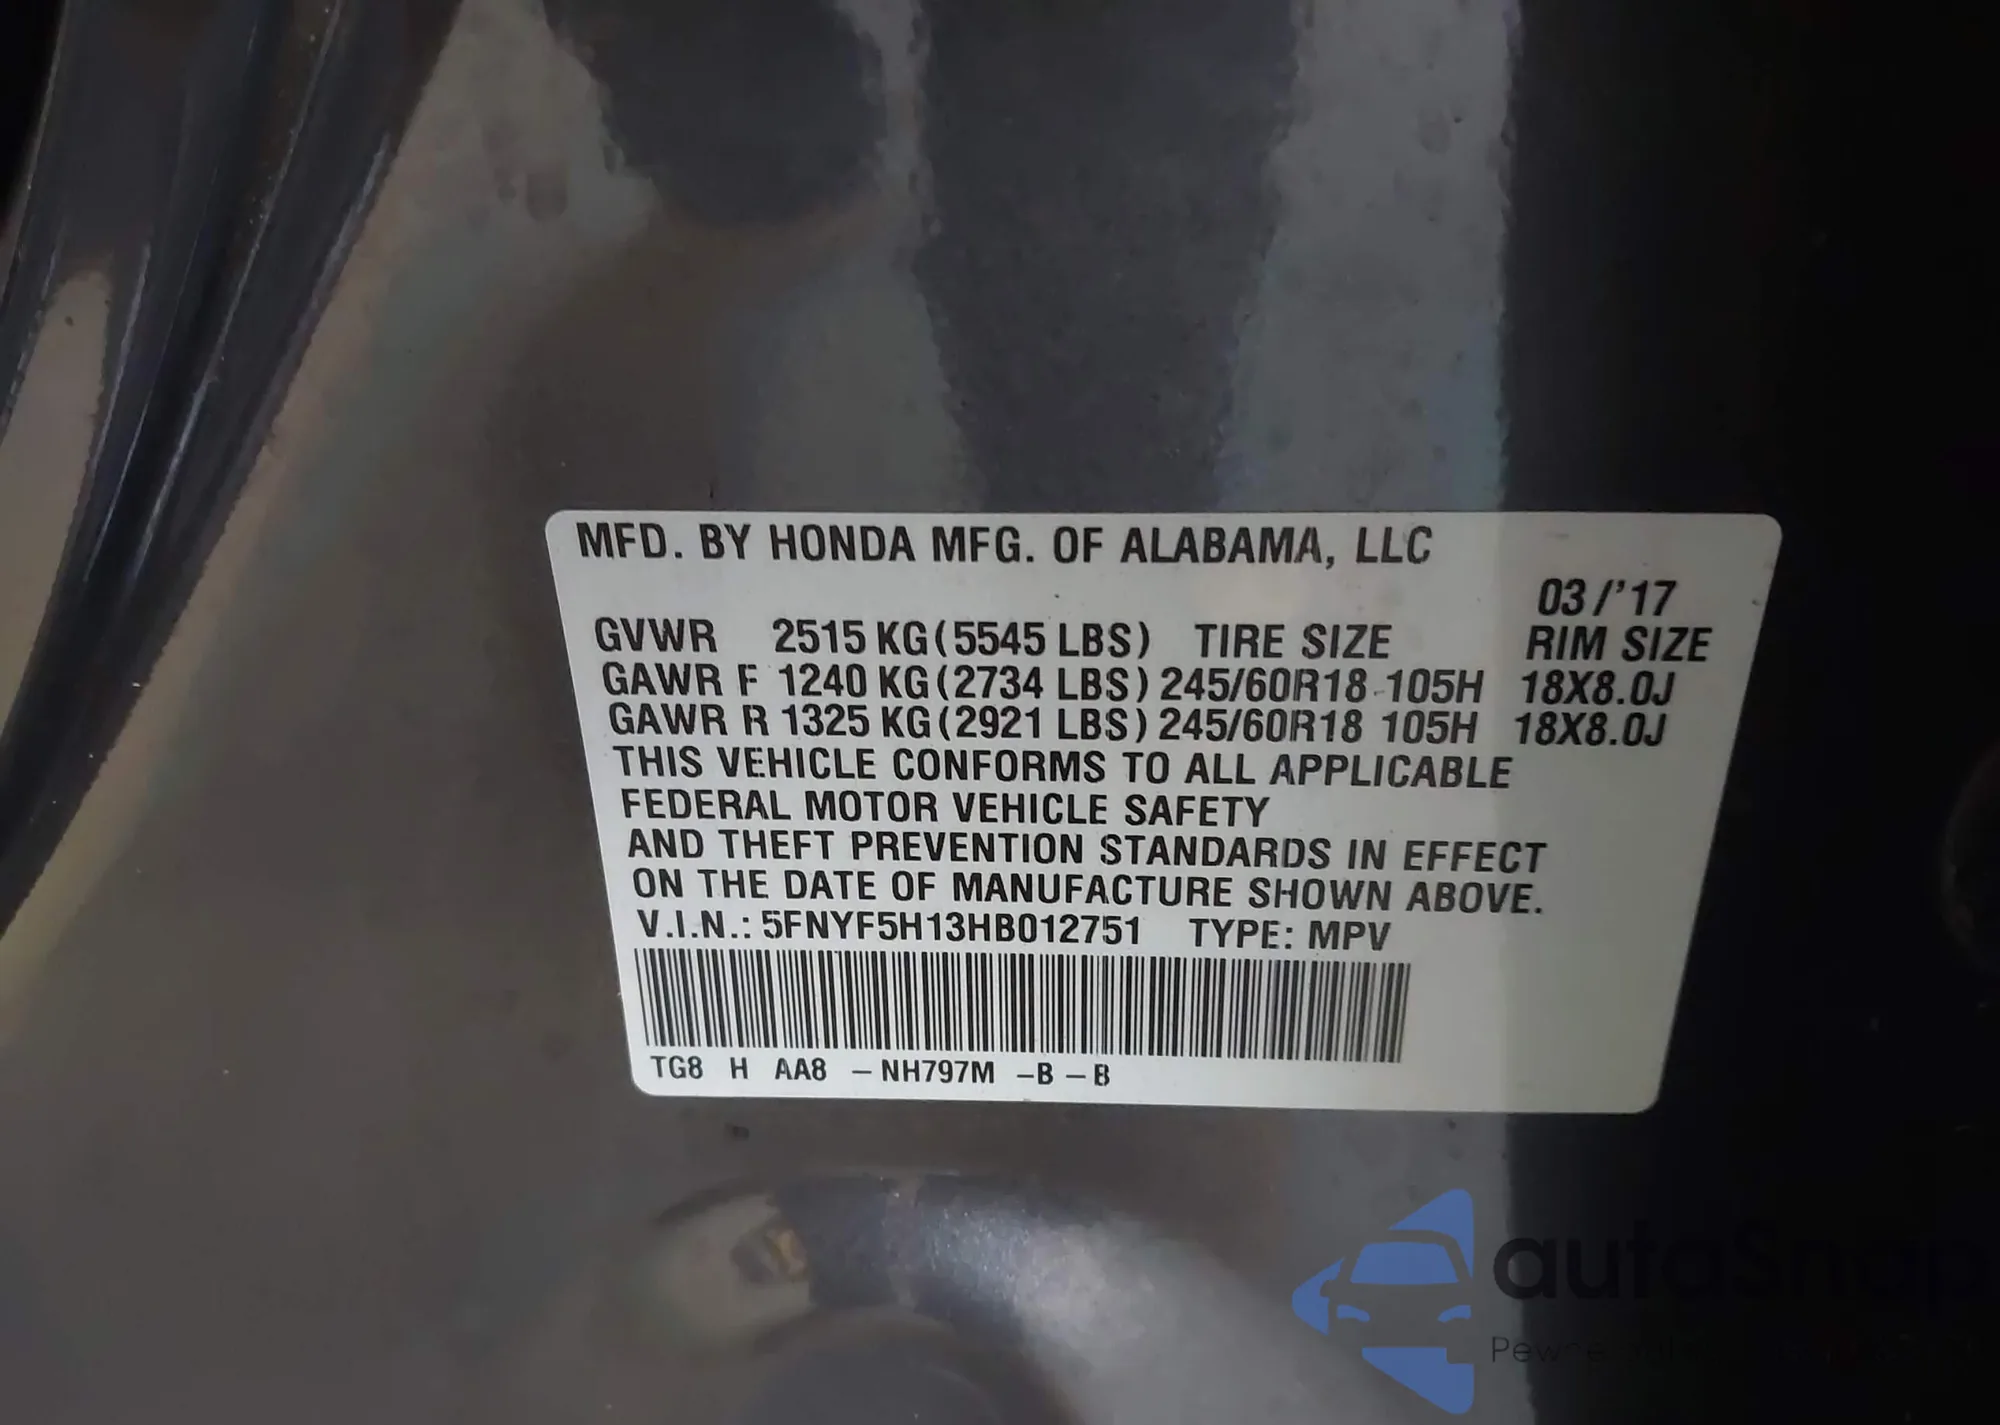 MFD. BY HONDA MFG. OF ALABAMA, LLC
03/'17
GVWR 2515 KG (5545 LBS) TIRE SIZE RIM SIZE
GAWR F 1240 KG (2734 LBS) 245/60R18 105H 18X8.0J
GAWR R 1325 KG (2921 LBS) 245/60R18 105H 18X8.0J
THIS VEHICLE CONFORMS TO ALL APPLICABLE
FEDERAL MOTOR VEHICLE SAFETY
AND THEFT PREVENTION STANDARDS IN EFFECT
ON THE DATE OF MANUFACTURE SHOWN ABOVE.
V.I.N.: 5FNYF5H13HB012751 TYPE: MPV
TG8 H AA8 – NH797M –B – B
autoSnap